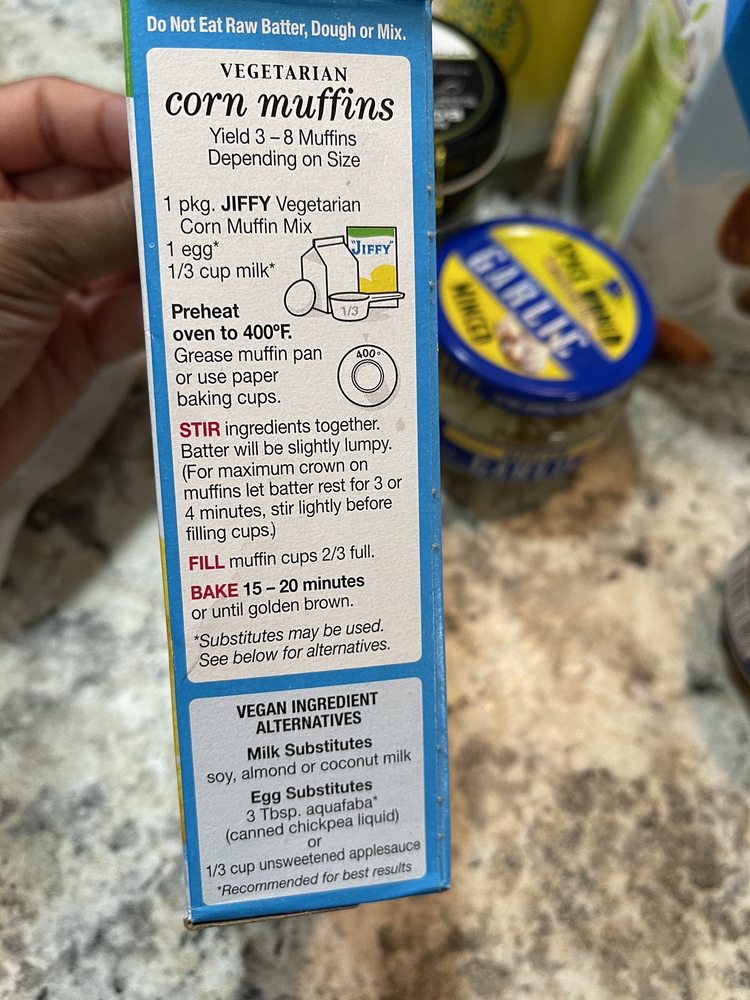 Do Not Eat Raw Batter, Dough or Mix.
VEGETARIAN
corn muffins
Yield 3 – 8 Muffins
Depending on Size
1 pkg. JIFFY Vegetarian
Corn Muffin Mix
1 egg*
1/3 cup milk*
"JIFFY"
1/3
Preheat
oven to 400ºF.
Grease muffin pan
or use paper
baking cups.
400°
STIR ingredients together.
Batter will be slightly lumpy.
(For maximum crown on
muffins let batter rest for 3 or
4 minutes, stir lightly before
filling cups.)
FILL muffin cups 2/3 full.
BAKE 15 – 20 minutes
or until golden brown.
*Substitutes may be used.
See below for alternatives.
VEGAN INGREDIENT
ALTERNATIVES
Milk Substitutes
soy, almond or coconut milk
Egg Substitutes
3 Tbsp. aquafaba*
(canned chickpea liquid)
or
1/3 cup unsweetened applesauce
*Recommended for best results
SPICE WORLD
GARLIC
MINCED
GARLIC